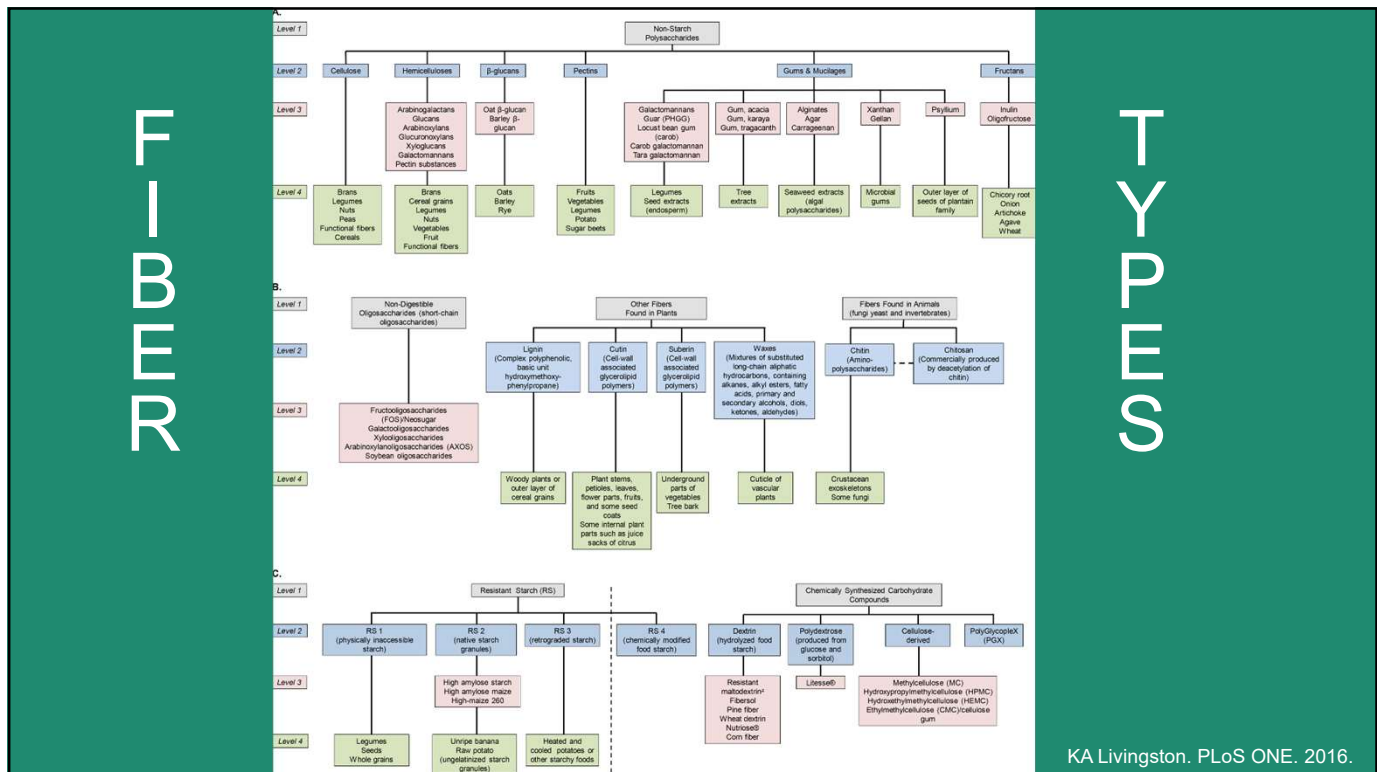 F
I
B
E
R
A.
Level 1
Non-Starch
Polysaccharides
Level 2
Cellulose
Hemicelluloses
β-glucans
Pectins
Gums & Mucilages
Fructans
Level 3
Arabinogalactans
Glucans
Arabinoxylans
Glucuronoxylans
Xyloglucans
Galactomannans
Pectin substances
Oat β-glucan
Barley β-
glucan
Galactomannans
Guar (PHGG)
Locust bean gum
(carob)
Carob galactomannan
Tara galactomannan
Gum, acacia
Gum, karaya
Gum, tragacanth
Alginates
Agar
Carrageenan
Xanthan
Gellan
Psyllium
Inulin
Oligofructose
Level 4
Brans
Legumes
Nuts
Peas
Functional fibers
Cereals
Brans
Cereal grains
Legumes
Nuts
Vegetables
Fruit
Functional fibers
Oats
Barley
Rye
Fruits
Vegetables
Legumes
Potato
Sugar beets
Legumes
Seed extracts
(endosperm)
Tree
extracts
Seaweed extracts
(algal
polysaccharides)
Microbial
gums
Outer layer of
seeds of plantain
family
Chicory root
Onion
Artichoke
Agave
Wheat
B.
Level 1
Non-Digestible
Oligosaccharides (short-chain
oligosaccharides)
Other Fibers
Found in Plants
Fibers Found in Animals
(fungi yeast and invertebrates)
Level 2
Lignin
(Complex polyphenolic,
basic unit
hydroxymethoxy-
phenylpropane)
Cutin
(Cell-wall
associated
glycerolipid
polymers)
Suberin
(Cell-wall
associated
glycerolipid
polymers)
Waxes
(Mixtures of substituted
long-chain aliphatic
hydrocarbons, containing
alkanes, alkyl esters, fatty
acids, primary and
secondary alcohols, diols,
ketones, aldehydes)
Chitin
(Amino-
polysaccharides)
Chitosan
(Commercially produced
by deacetylation of
chitin)
Level 3
Fructooligosaccharides
(FOS)/Neosugar
Galactooligosaccharides
Xylooligosaccharides
Arabinoxylanoligosaccharides (AXOS)
Soybean oligosaccharides
Level 4
Woody plants or
outer layer of
cereal grains
Plant stems,
petioles, leaves,
flower parts, fruits,
and some seed
coats
Some internal plant
parts such as juice
sacks of citrus
Underground
parts of
vegetables
Tree bark
Cuticle of
vascular
plants
Crustacean
exoskeletons
Some fungi
C.
Level 1
Resistant Starch (RS)
Chemically Synthesized Carbohydrate
Compounds
Level 2
RS 1
(physically inaccessible
starch)
RS 2
(native starch
granules)
RS 3
(retrograded starch)
RS 4
(chemically modified
food starch)
Dextrin
(hydrolyzed food
starch)
Polydextrose
(produced from
glucose and
sorbitol)
Cellulose-
derived
PolyGlycopleX
(PGX)
Level 3
High amylose starch
High amylose maize
High-maize 260
Resistant
maltodextrinᵈ
Fibersol
Pine fiber
Wheat dextrin
Nutriose®
Corn fiber
Litesse®
Methylcellulose (MC)
Hydroxypropylmethylcellulose (HPMC)
Hydroxethylmethylcellulose (HEMC)
Ethylmethylcellulose (CMC)/cellulose
gum
Level 4
Legumes
Seeds
Whole grains
Unripe banana
Raw potato
(ungelatinized starch
granules)
Heated and
cooled potatoes or
other starchy foods
T
Y
P
E
S
KA Livingston. PLoS ONE. 2016.